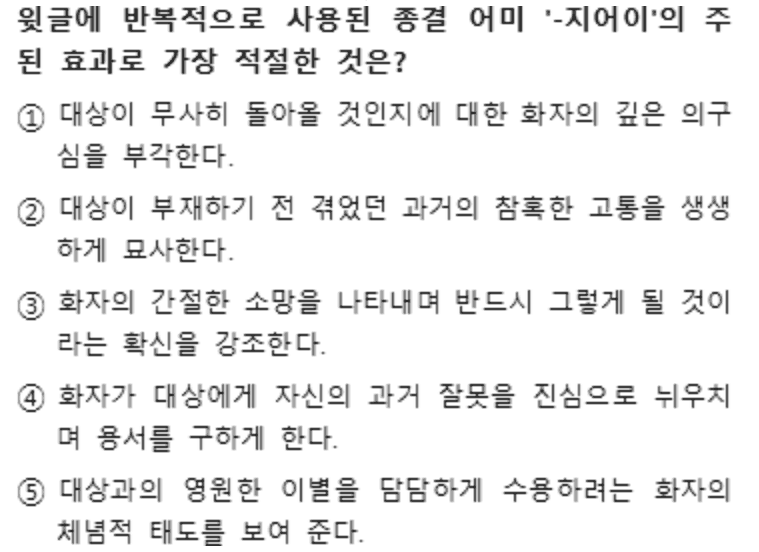 윗글에 반복적으로 사용된 종결 어미 '-지어이'의 주
된 효과로 가장 적절한 것은?
① 대상이 무사히 돌아올 것인지에 대한 화자의 깊은 의구
심을 부각한다.
② 대상이 부재하기 전 겪었던 과거의 참혹한 고통을 생생
하게 묘사한다.
③ 화자의 간절한 소망을 나타내며 반드시 그렇게 될 것이
라는 확신을 강조한다.
④ 화자가 대상에게 자신의 과거 잘못을 진심으로 뉘우치
며 용서를 구하게 한다.
⑤ 대상과의 영원한 이별을 담담하게 수용하려는 화자의
체념적 태도를 보여 준다.